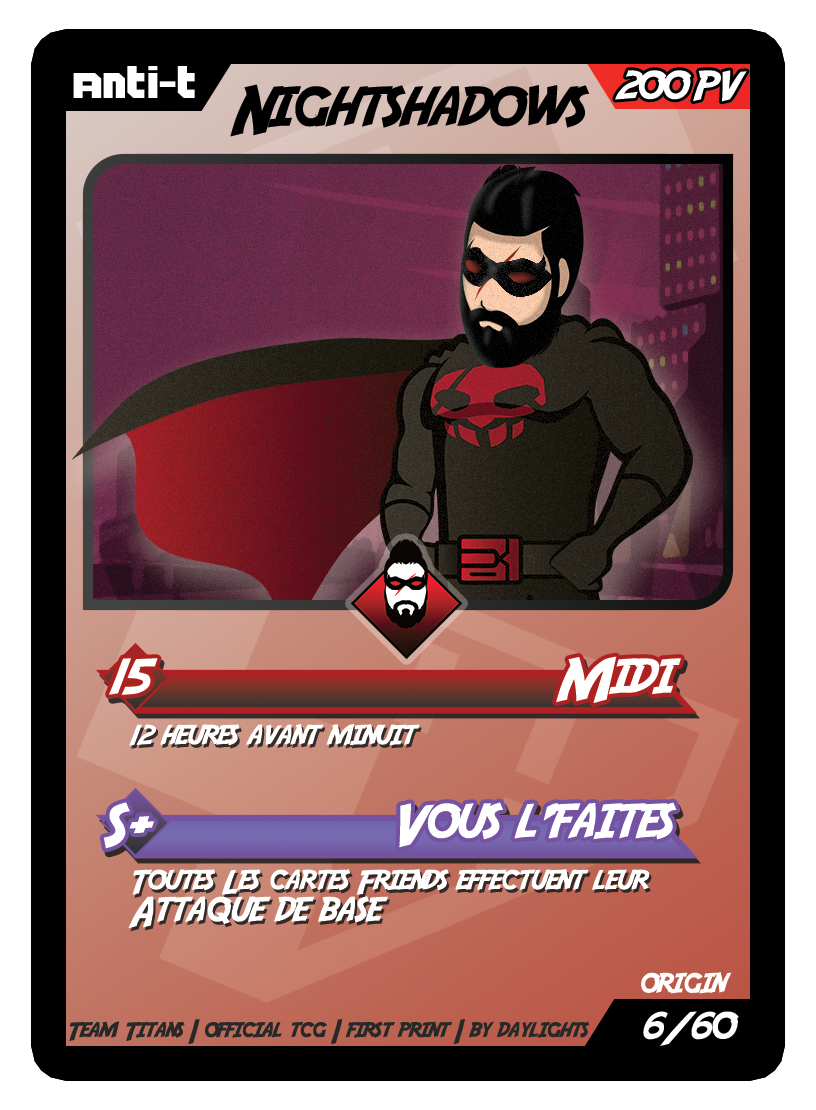 anti-t
Nightshadows
200 PV
15
Midi
12 heures avant minuit
S+
Vous l'Faites
Toutes Les cartes Friends effectuent leur
Attaque de base
Origin
Team Titans | official tcg | first print | by daylights
6/60